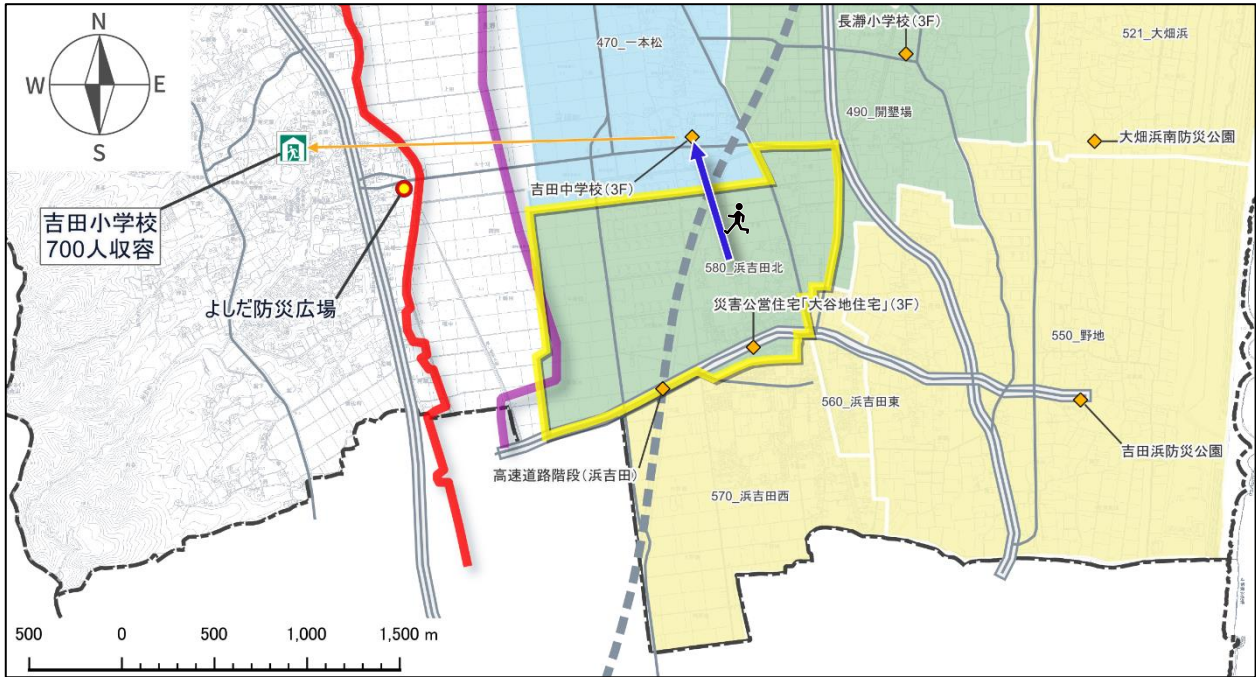 N
W
E
S
470_一本松
長瀞小学校(3F)
521_大畑浜
490_開墾場
大畑浜南防災公園
吉田中学校(3F)
吉田小学校
700人収容
よしだ防災広場
580_浜吉田北
災害公営住宅「大谷地住宅」(3F)
550_野地
560_浜吉田東
吉田浜防災公園
高速道路階段(浜吉田)
570_浜吉田西
500
0
500
1,000
1,500 m